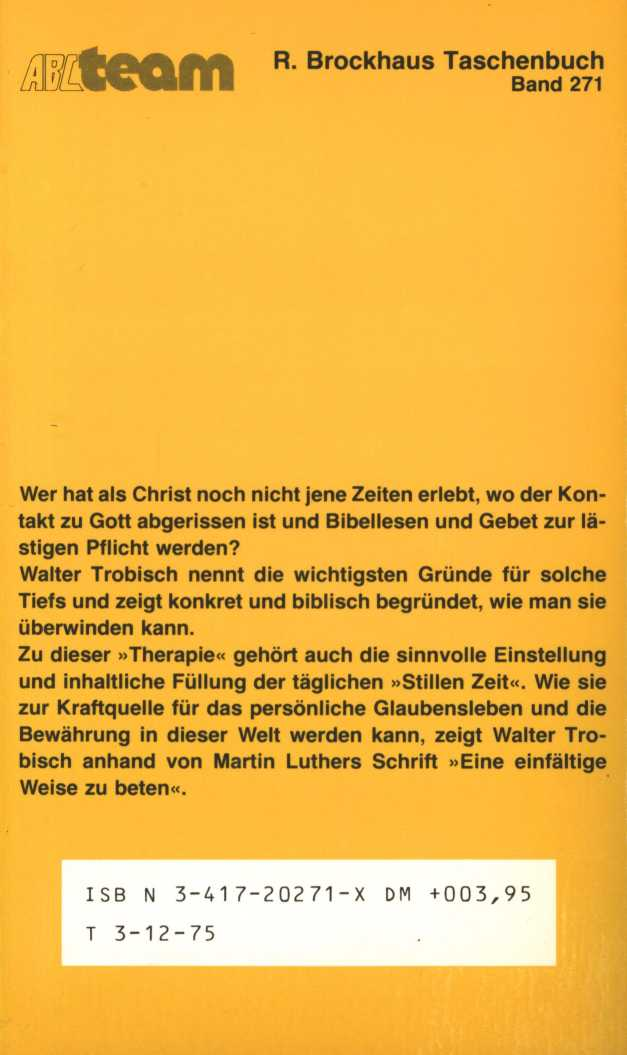 ABCteam
R. Brockhaus Taschenbuch
Band 271
Wer hat als Christ noch nicht jene Zeiten erlebt, wo der Kon-
takt zu Gott abgerissen ist und Bibellesen und Gebet zur lä-
stigen Pflicht werden?
Walter Trobisch nennt die wichtigsten Gründe für solche
Tiefs und zeigt konkret und biblisch begründet, wie man sie
überwinden kann.
Zu dieser »Therapie« gehört auch die sinnvolle Einstellung
und inhaltliche Füllung der täglichen »Stillen Zeit«. Wie sie
zur Kraftquelle für das persönliche Glaubensleben und die
Bewährung in dieser Welt werden kann, zeigt Walter Tro-
bisch anhand von Martin Luthers Schrift »Eine einfältige
Weise zu beten«.
ISB N 3-417-20271-X DM +003,95
T 3-12-75